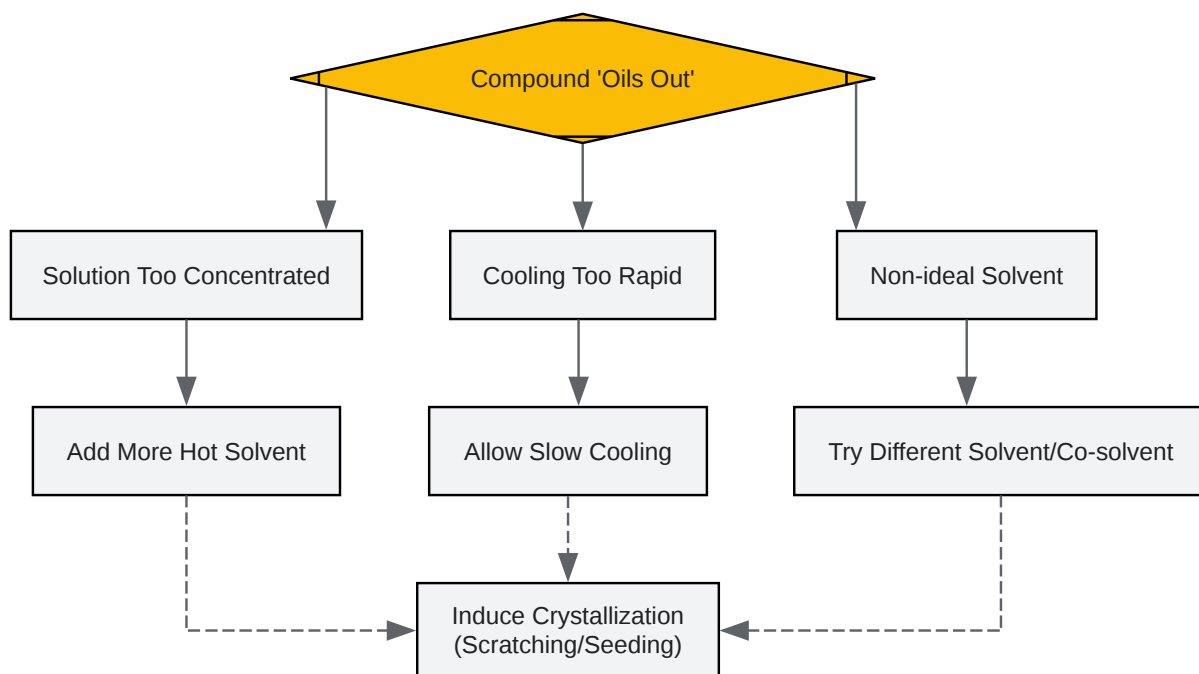 Compound 'Oils Out'
Solution Too Concentrated
Cooling Too Rapid
Non-ideal Solvent
Add More Hot Solvent
Allow Slow Cooling
Try Different Solvent/Co-solvent
Induce Crystallization
(Scratching/Seeding)